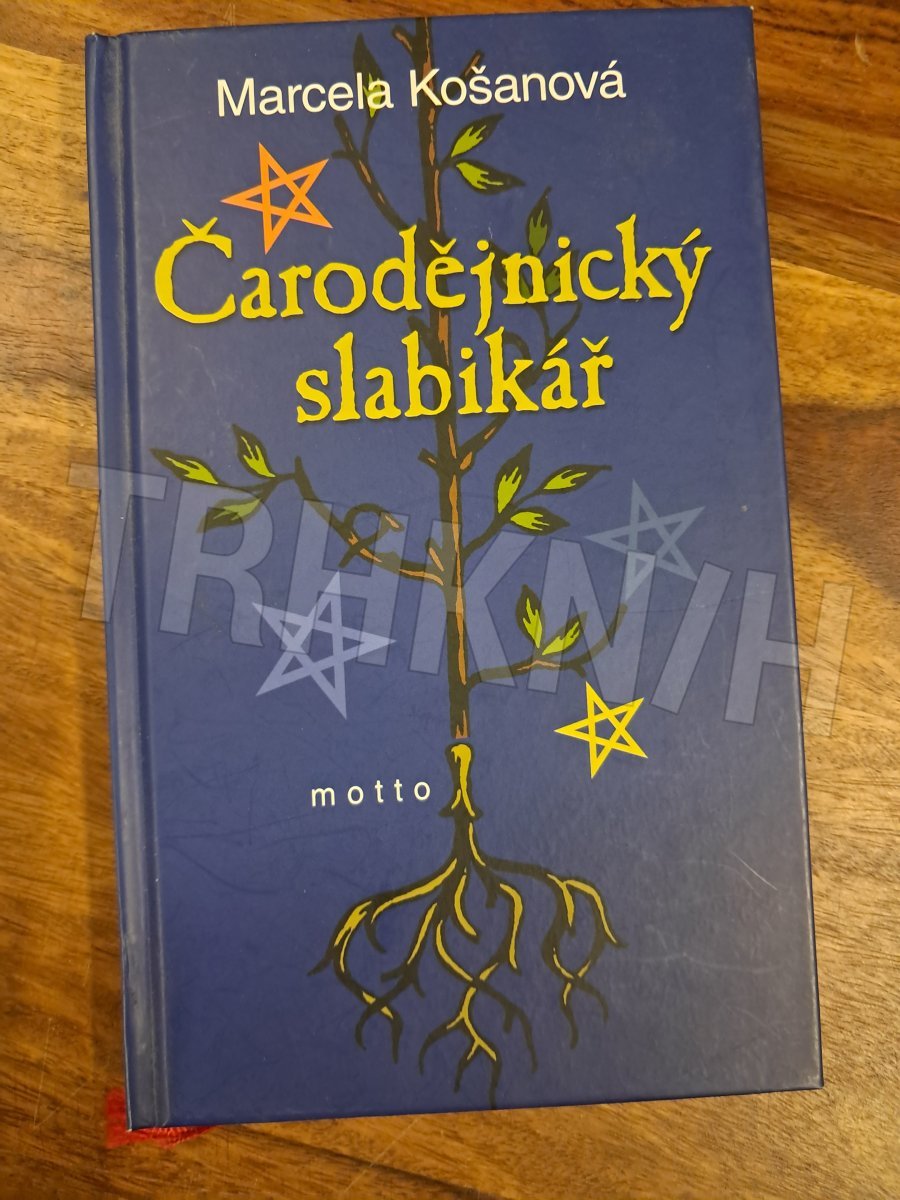 Marcela Košanová
Čarodějnický
slabikář
TRHKNIH
motto